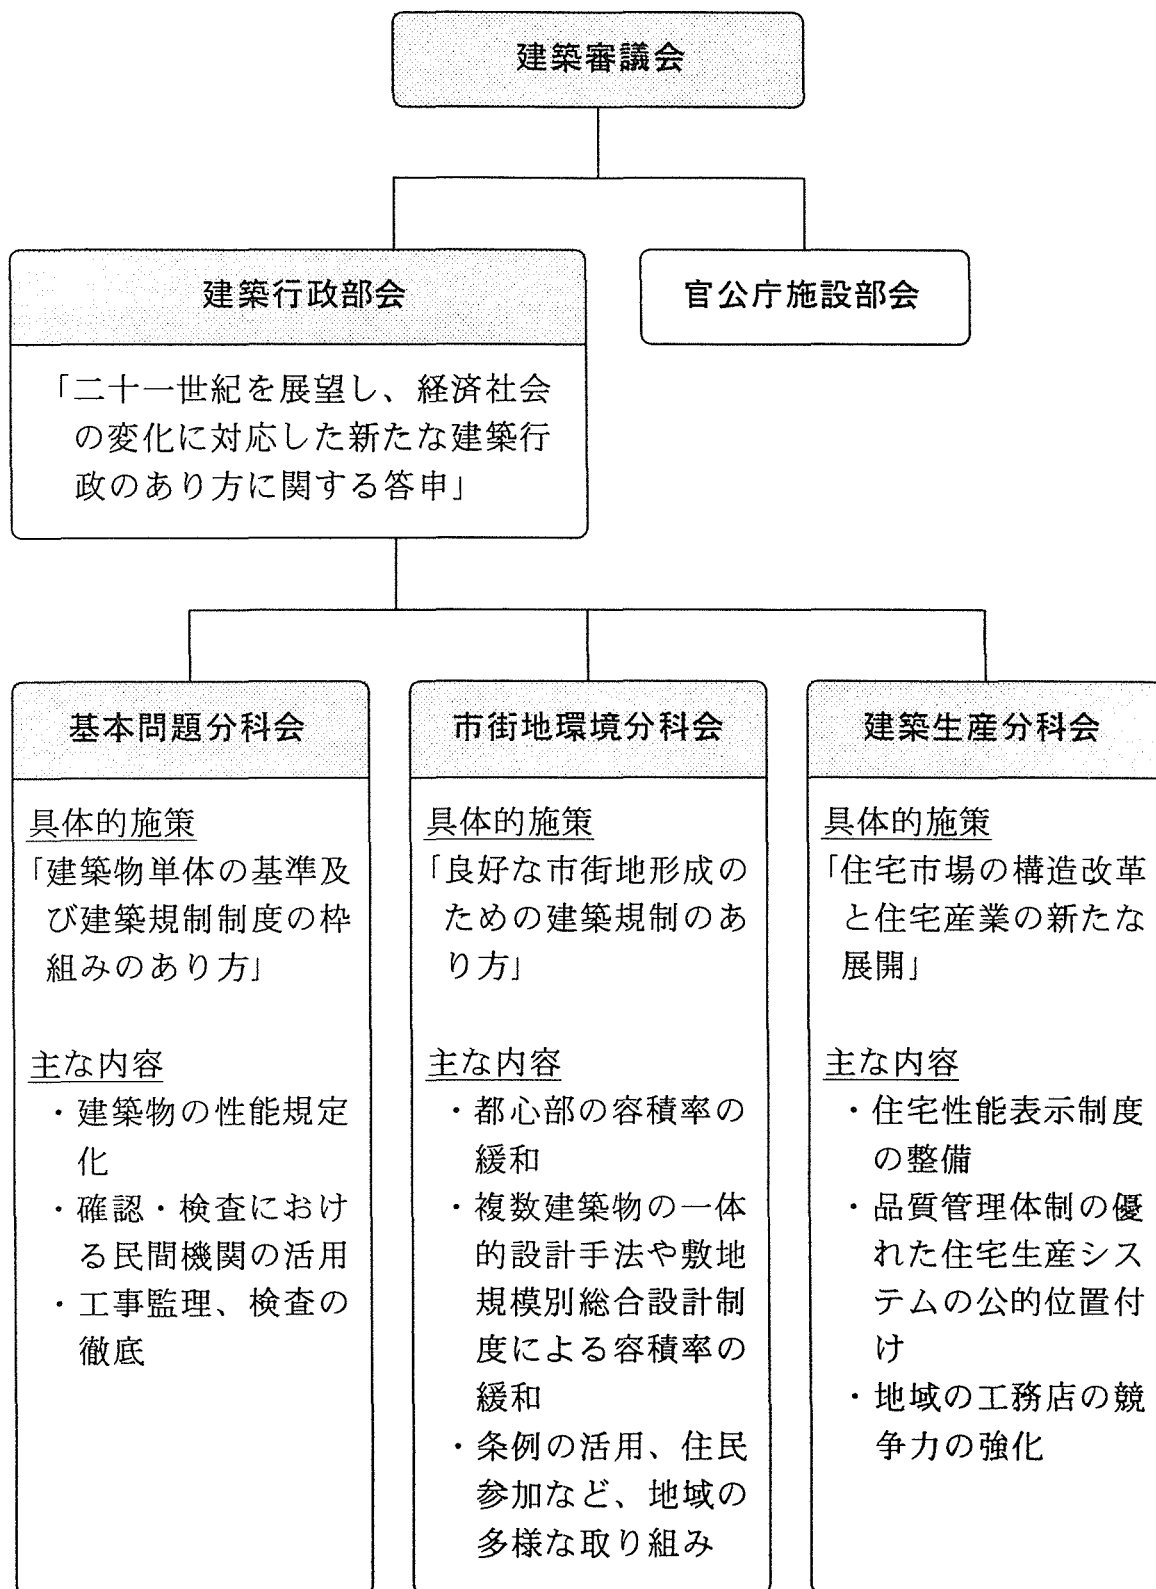 建築審議会
建築行政部会
官公庁施設部会
「二十一世紀を展望し、経済社会
の変化に対応した新たな建築行
政のあり方に関する答申」
基本問題分科会
具体的施策
「建築物単体の基準及
び建築規制制度の枠
組みのあり方」
主な内容
・建築物の性能規定
化
・確認・検査におけ
る民間機関の活用
・工事監理、検査の
徹底
市街地環境分科会
具体的施策
「良好な市街地形成の
ための建築規制のあ
り方」
主な内容
・都心部の容積率の
緩和
・複数建築物の一体
的設計手法や敷地
規模別総合設計制
度による容積率の
緩和
・条例の活用、住民
参加など、地域の
多様な取り組み
建築生産分科会
具体的施策
「住宅市場の構造改革
と住宅産業の新たな
展開」
主な内容
・住宅性能表示制度
の整備
・品質管理体制の優
れた住宅生産シス
テムの公的位置付
け
・地域の工務店の競
争力の強化